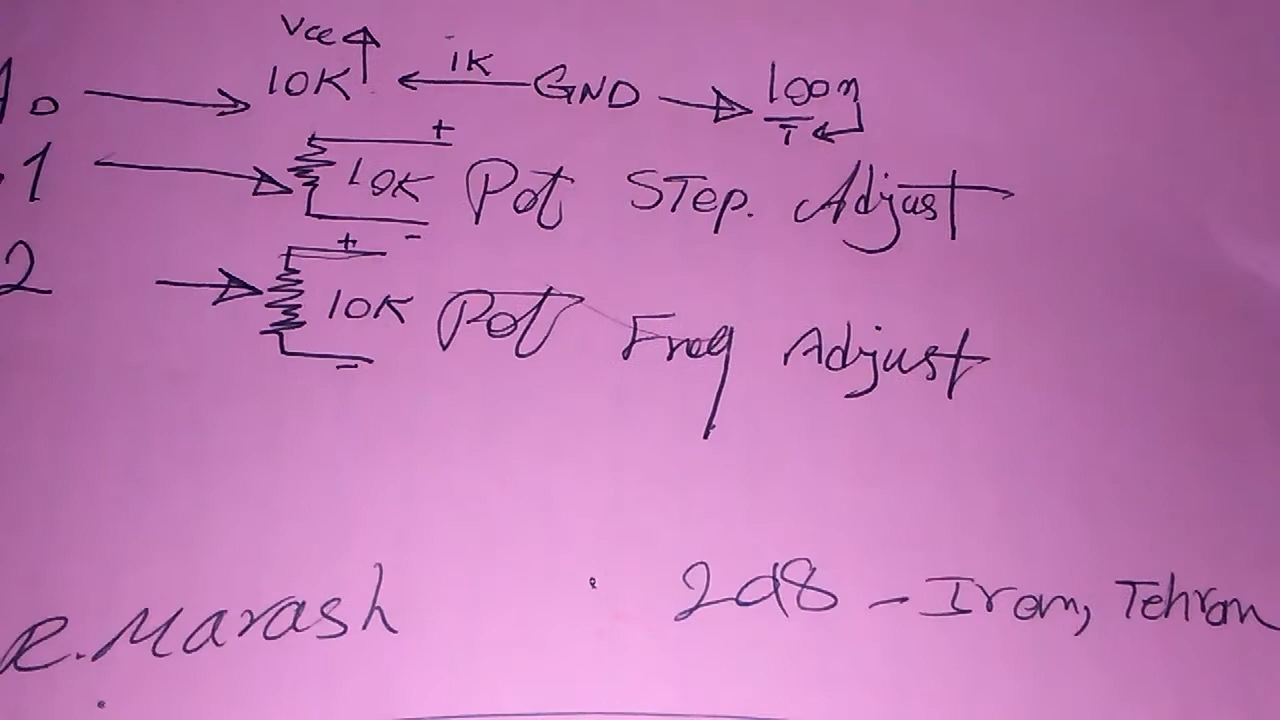 Vcc
A0 10K 1K GND 100n
1 + 10K Pot STep. Adjust -
2 + 10K Pot Freq Adjust -
R. Marash 2d8 - Iran, Tehran